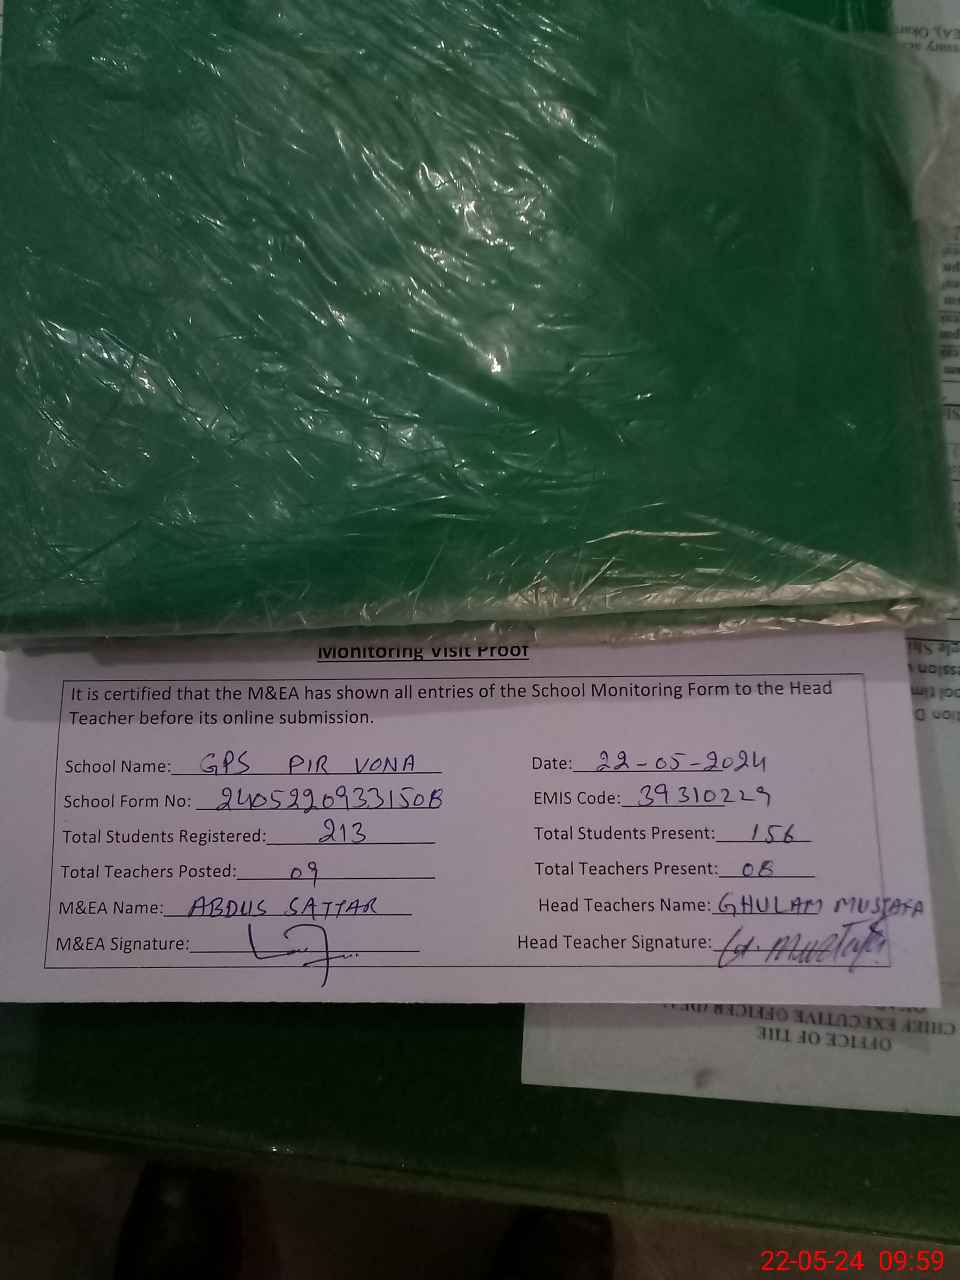 Monitoring Visit Proof
It is certified that the M&EA has shown all entries of the School Monitoring Form to the Head
Teacher before its online submission.
School Name: GPS PIR VONA Date: 22-05-2024
School Form No: 240522093315OB EMIS Code: 39310229
Total Students Registered: 213 Total Students Present: 156
Total Teachers Posted: 09 Total Teachers Present: 08
M&EA Name: ABDUS SATTAR Head Teachers Name: GHULAM MUSTAFA
M&EA Signature: Head Teacher Signature: G. Mustafa
CHIEF EXECUTIVE OFFICER
OFFICE OF THE
22-05-24 09:59